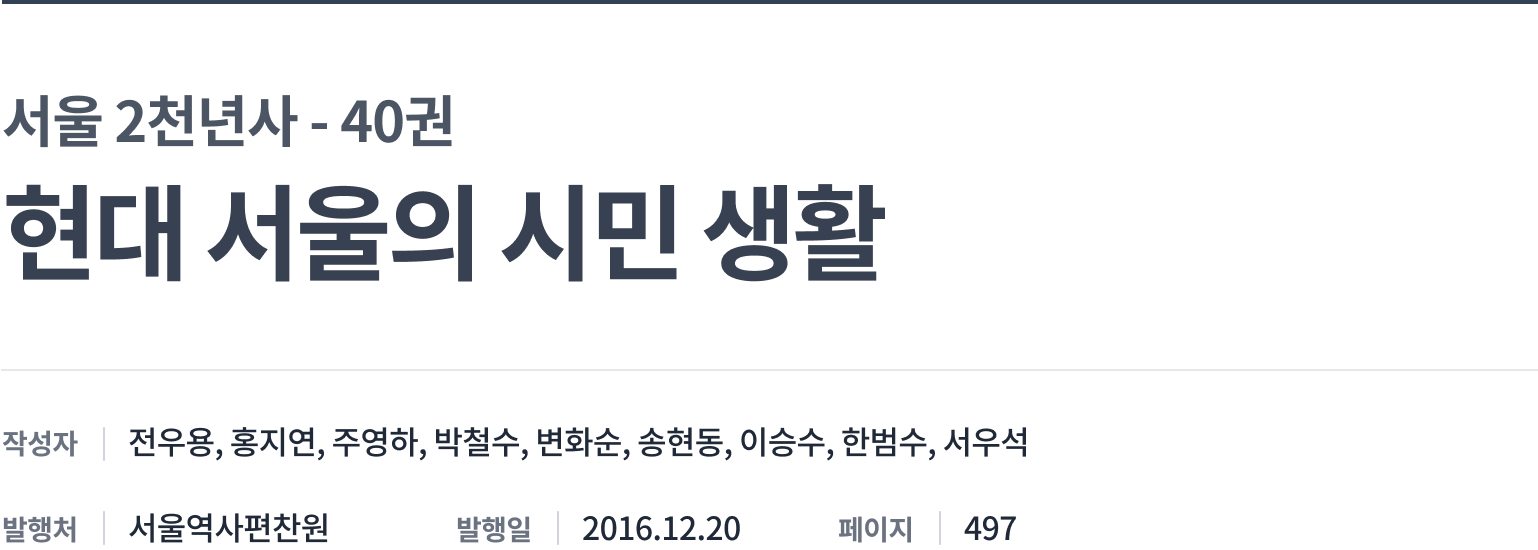 서울 2천년사 - 40권
현대 서울의 시민 생활
작성자 전우용, 홍지연, 주영하, 박철수, 변화순, 송현동, 이승수, 한범수, 서우석
발행처 서울역사편찬원 발행일 2016.12.20 페이지 497